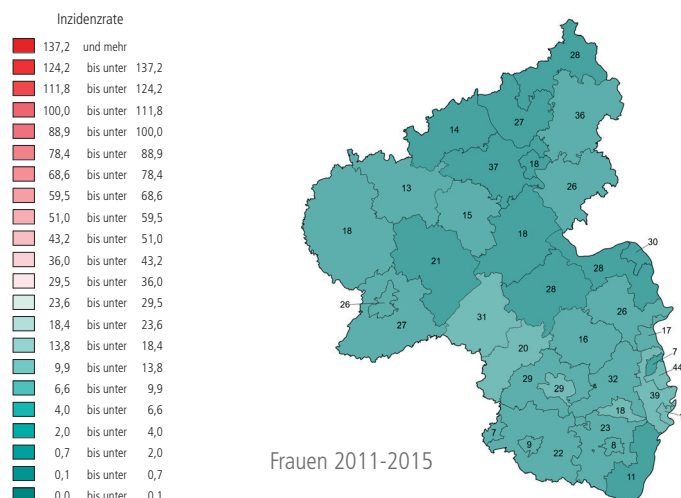 Inzidenzrate
137,2 und mehr
124,2 bis unter 137,2
111,8 bis unter 124,2
100,0 bis unter 111,8
88,9 bis unter 100,0
78,4 bis unter 88,9
68,6 bis unter 78,4
59,5 bis unter 68,6
51,0 bis unter 59,5
43,2 bis unter 51,0
36,0 bis unter 43,2
29,5 bis unter 36,0
23,6 bis unter 29,5
18,4 bis unter 23,6
13,8 bis unter 18,4
9,9 bis unter 13,8
6,6 bis unter 9,9
4,0 bis unter 6,6
2,0 bis unter 4,0
0,7 bis unter 2,0
0,1 bis unter 0,7
0,0 bis unter 0,1
28
27
36
14
37
18
26
13
15
18
18
30
21
28
28
26
27
31
26
17
20
16
7
44
29
29
32
39
18
7
23
9
22
8
11
Frauen 2011-2015